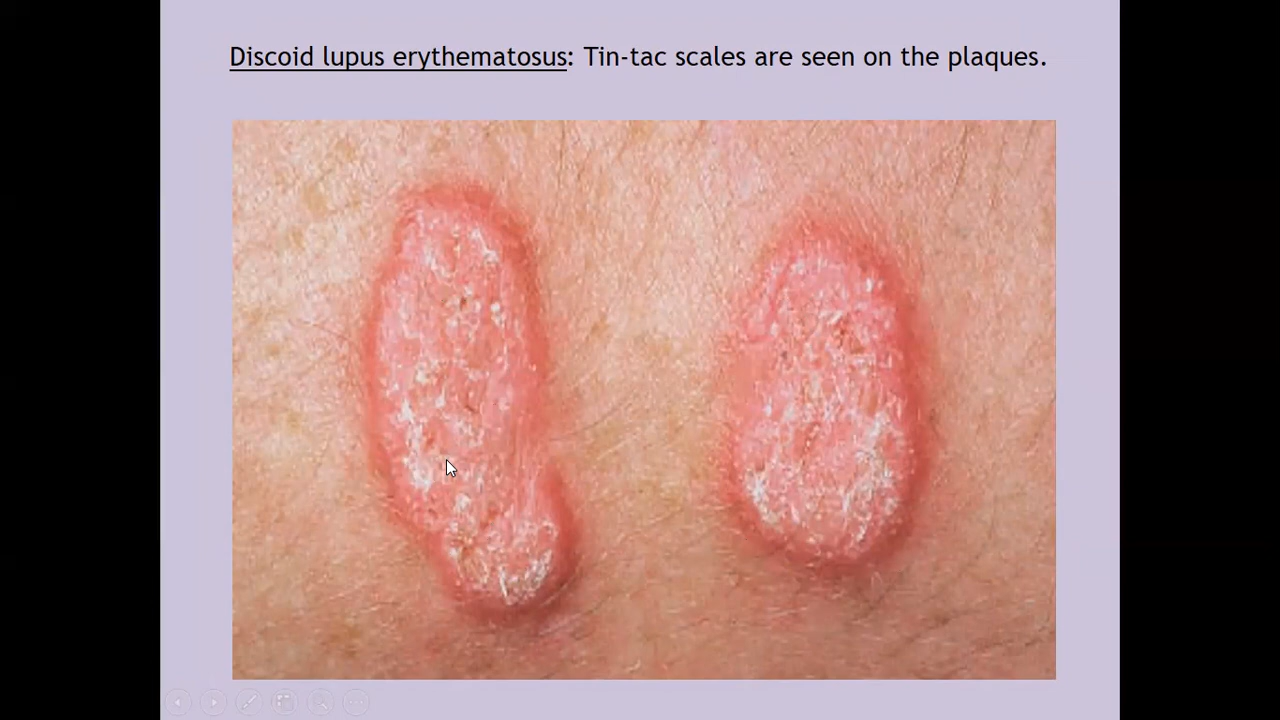 Discoid lupus erythematosus: Tin-tac scales are seen on the plaques.